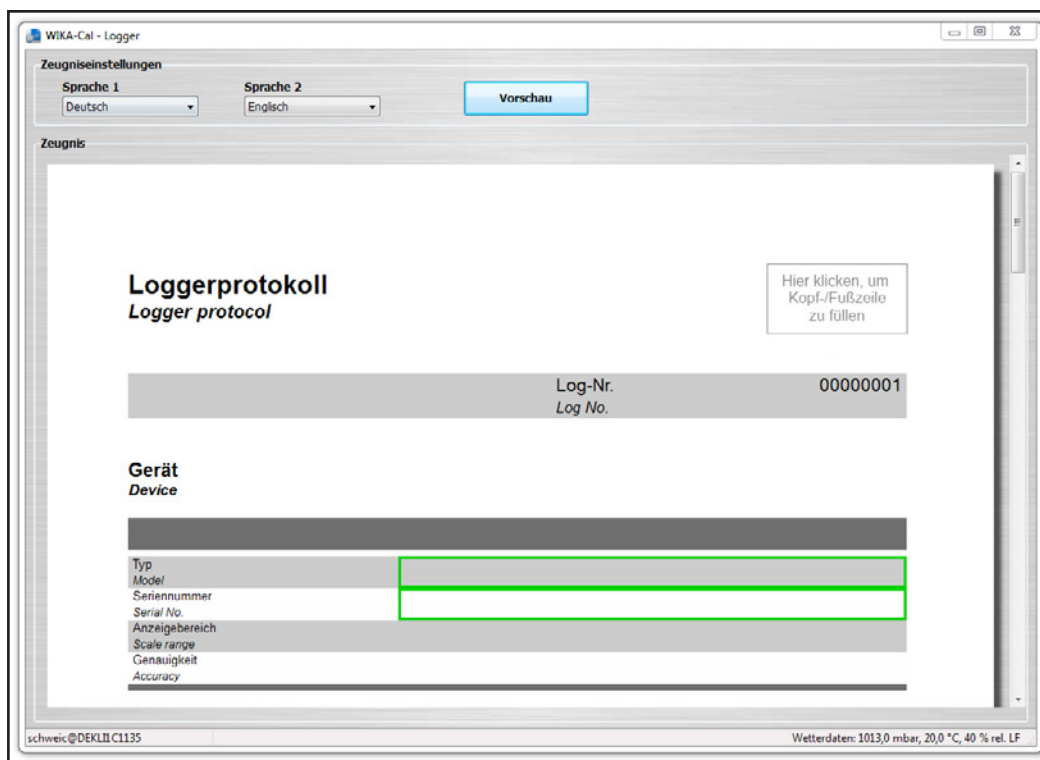 WIKA-Cal - Logger
Zeugniseinstellungen
Sprache 1
Sprache 2
Deutsch
Englisch
Vorschau
Zeugnis
Loggerprotokoll
Logger protocol
Hier klicken, um
Kopf-/Fußzeile
zu füllen
Log-Nr.
00000001
Log No.
Gerät
Device
Typ
Model
Seriennummer
Serial No.
Anzeigebereich
Scale range
Genauigkeit
Accuracy
schweic@DEKLI1C1135
Wetterdaten: 1013,0 mbar, 20,0 °C, 40 % rel. LF